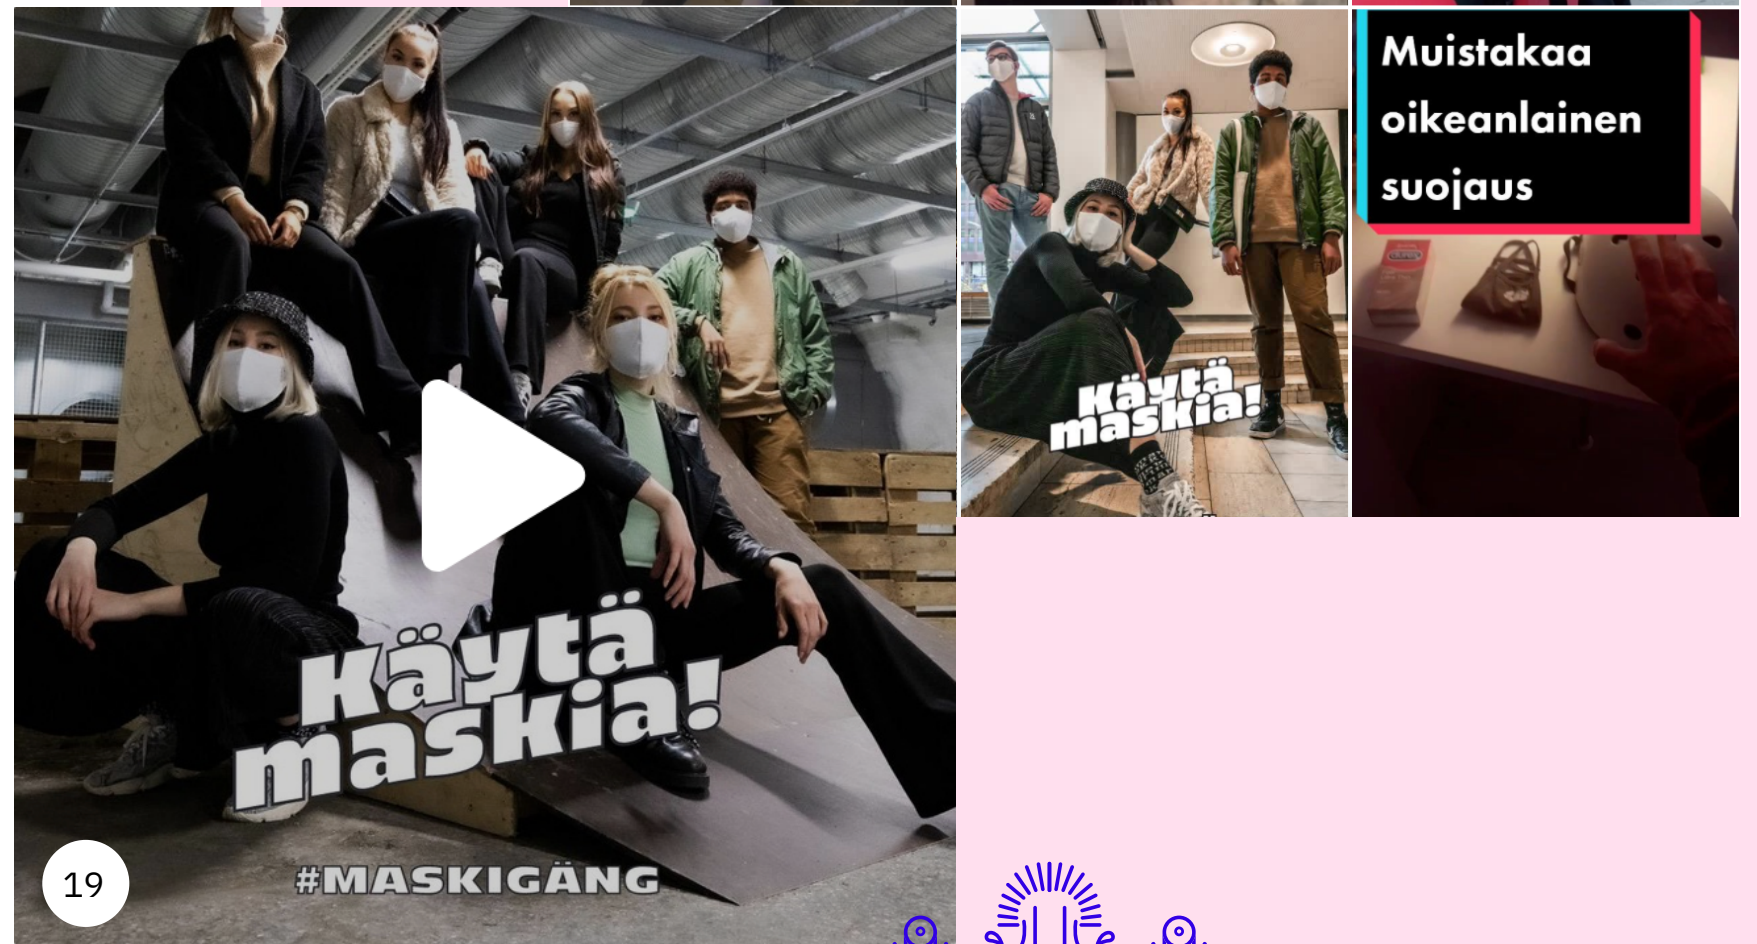 Käytä
maskia!
#MASKIGÄNG
19
Käytä
maskia!
Muistakaa
oikeanlainen
suojaus